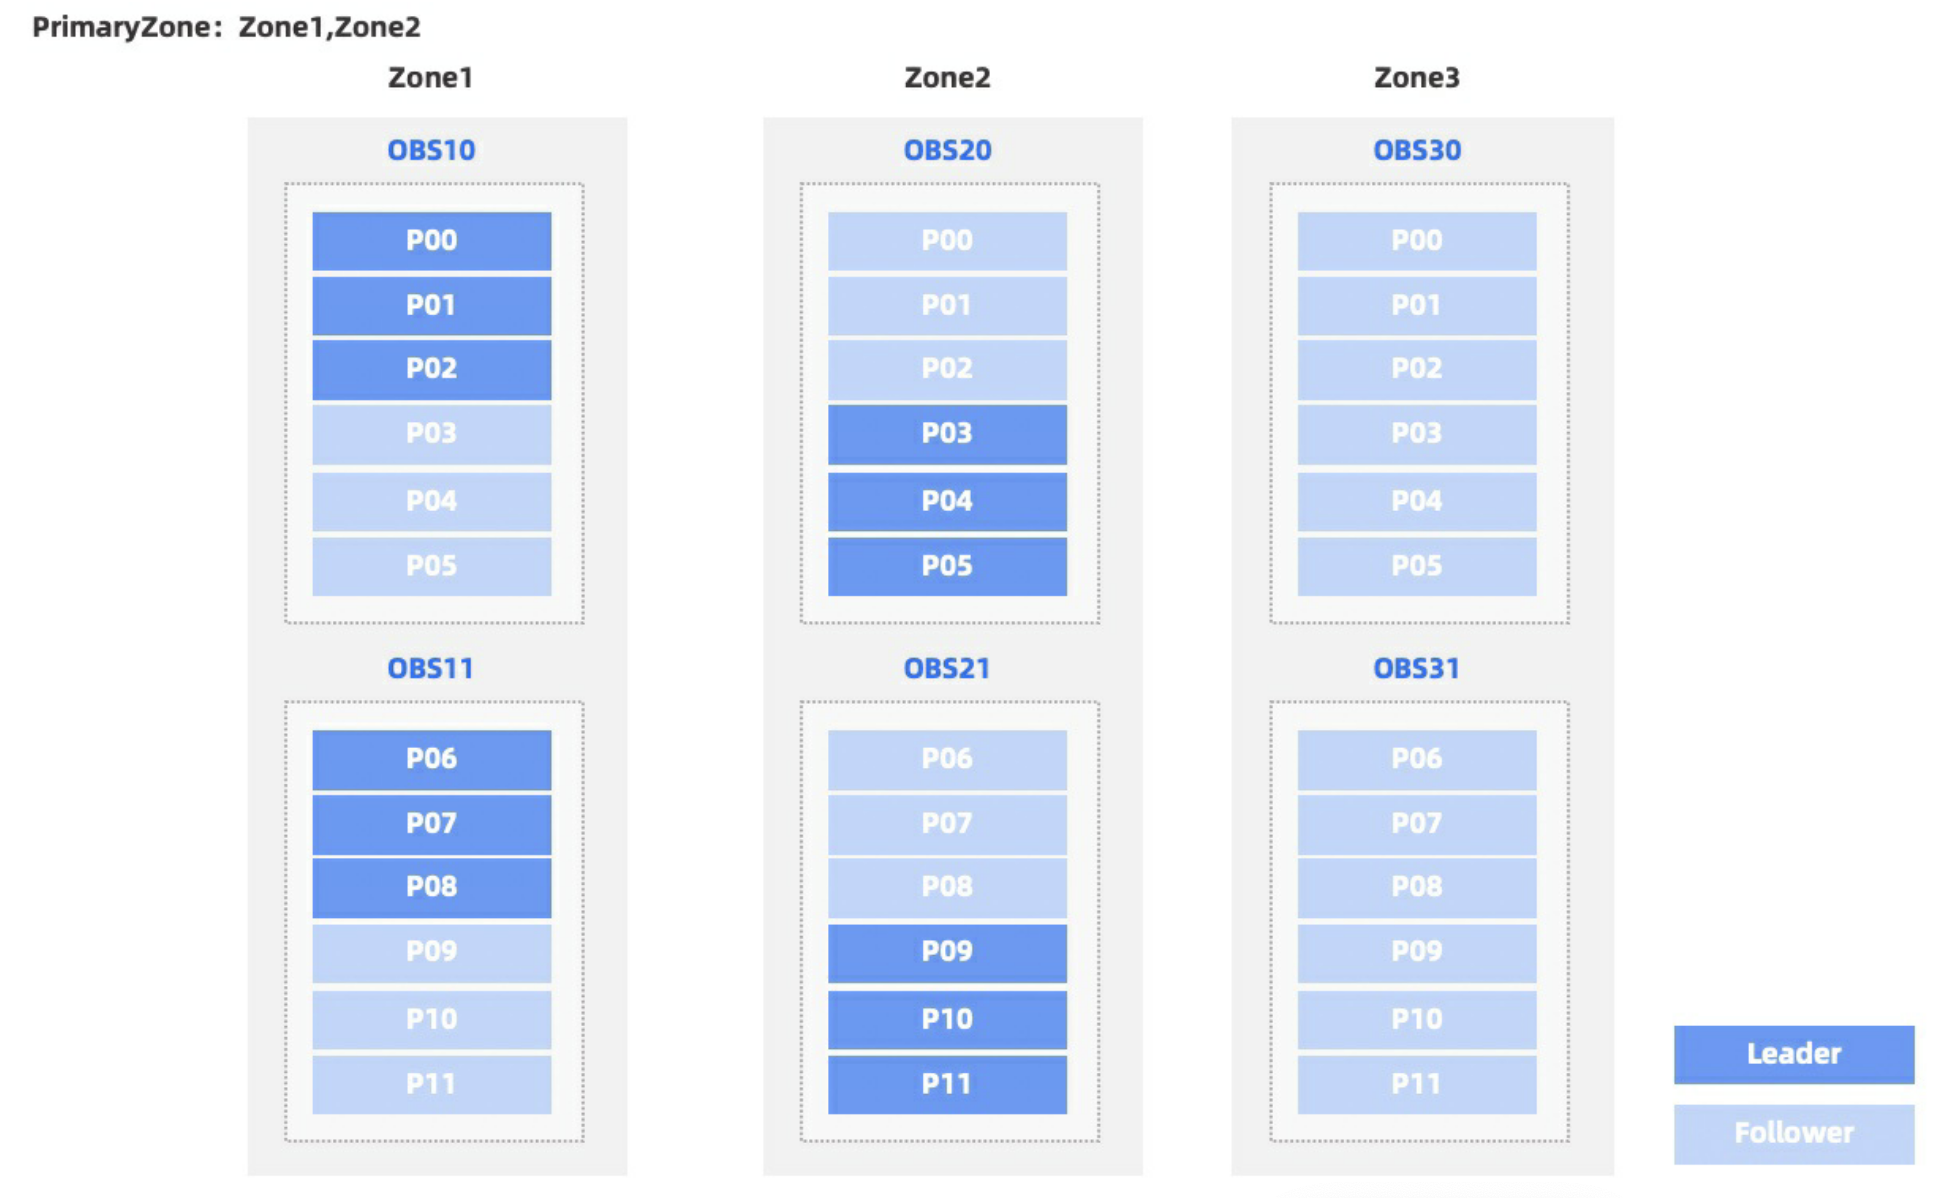 PrimaryZone：Zone1,Zone2
Zone1
OBS10
P00
P01
P02
P03
P04
P05
OBS11
P06
P07
P08
P09
P10
P11
Zone2
OBS20
P00
P01
P02
P03
P04
P05
OBS21
P06
P07
P08
P09
P10
P11
Zone3
OBS30
P00
P01
P02
P03
P04
P05
OBS31
P06
P07
P08
P09
P10
P11
Leader
Follower